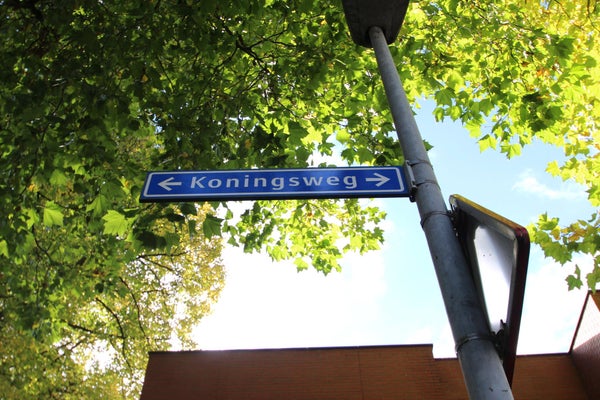 ← Koningsweg →